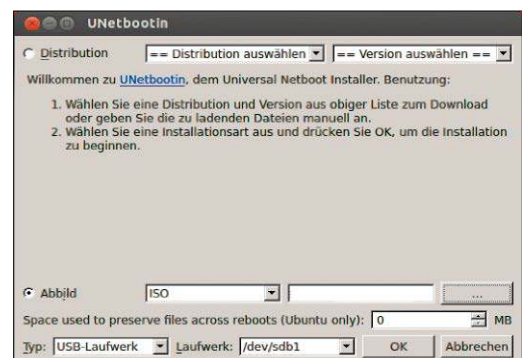 UNetbootin
Distribution == Distribution auswählen == Version auswählen ==
Willkommen zu UNetbootin, dem Universal Netboot Installer. Benutzung:
1. Wählen Sie eine Distribution und Version aus obiger Liste zum Download
oder geben Sie die zu ladenden Dateien manuell an.
2. Wählen Sie eine Installationsart aus und drücken Sie OK, um die Installation
zu beginnen.
Abbild ISO ...
Space used to preserve files across reboots (Ubuntu only): 0 MB
Typ: USB-Laufwerk Laufwerk: /dev/sdb1 OK Abbrechen